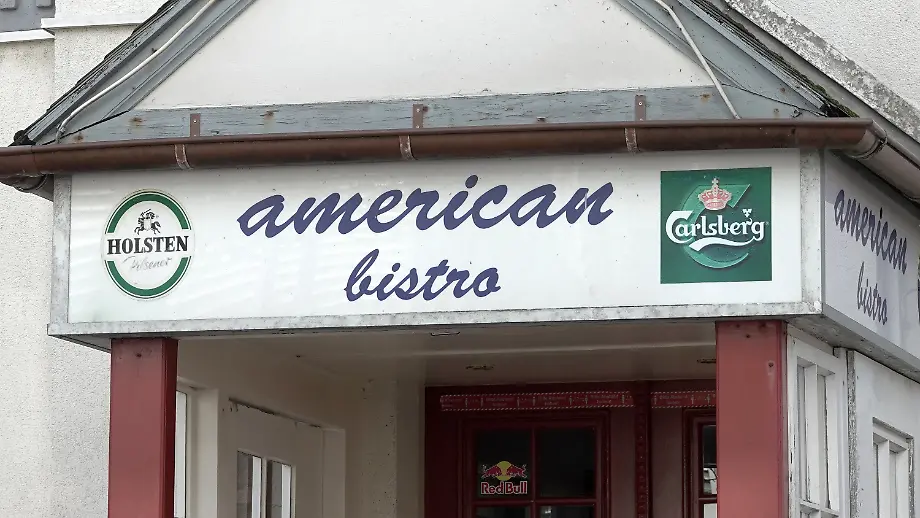 HOLSTEN
Pilsener
american
bistro
Carlsberg
american
bistro
Red Bull